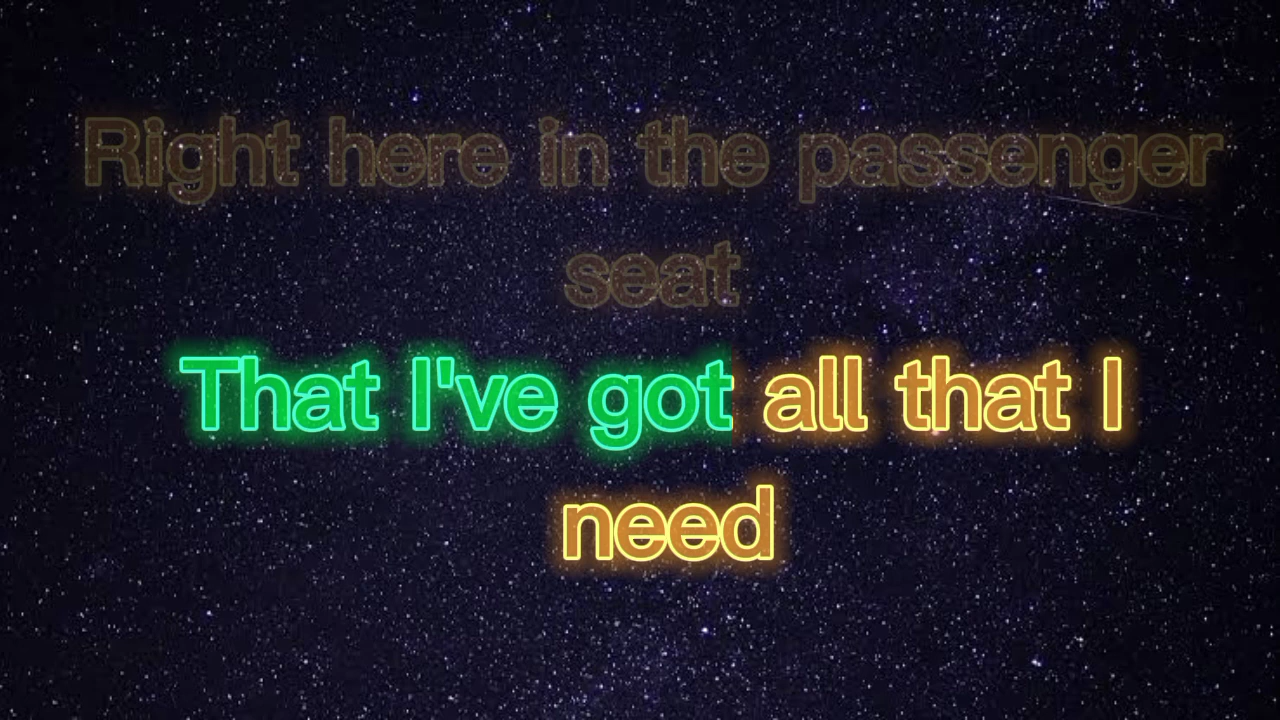 Right here in the passenger
seat
That I've got all that I
need